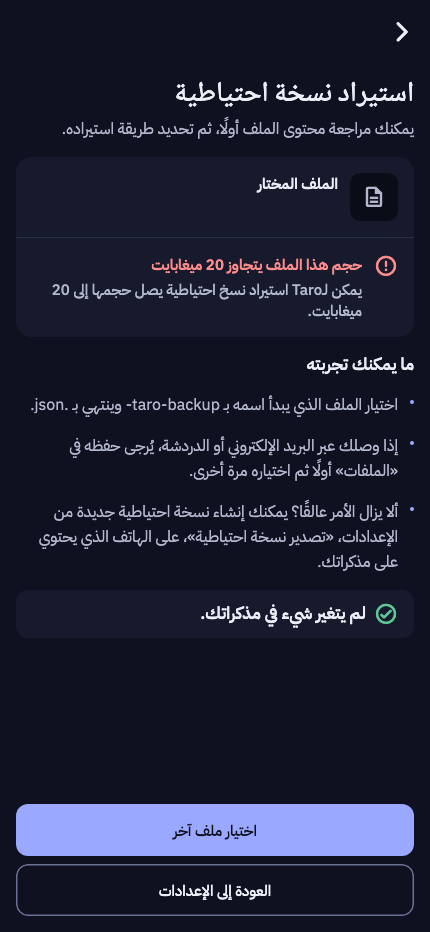 استيراد نسخة احتياطية
يمكنك مراجعة محتوى الملف أولًا، ثم تحديد طريقة استيراده.
الملف المختار
حجم هذا الملف يتجاوز 20 ميغابايت
يمكن لـTaro استيراد نسخ احتياطية يصل حجمها إلى 20
ميغابايت.
ما يمكنك تجربته
• اختيار الملف الذي يبدأ اسمه بـ taro-backup- وينتهي بـ .json.
• إذا وصلك عبر البريد الإلكتروني أو الدردشة، يُرجى حفظه في
«الملفات» أولًا ثم اختياره مرة أخرى.
• ألا يزال الأمر عالقًا؟ يمكنك إنشاء نسخة احتياطية جديدة من
الإعدادات، «تصدير نسخة احتياطية»، على الهاتف الذي يحتوي
على مذكراتك.
لم يتغير شيء في مذكراتك.
اختيار ملف آخر
العودة إلى الإعدادات